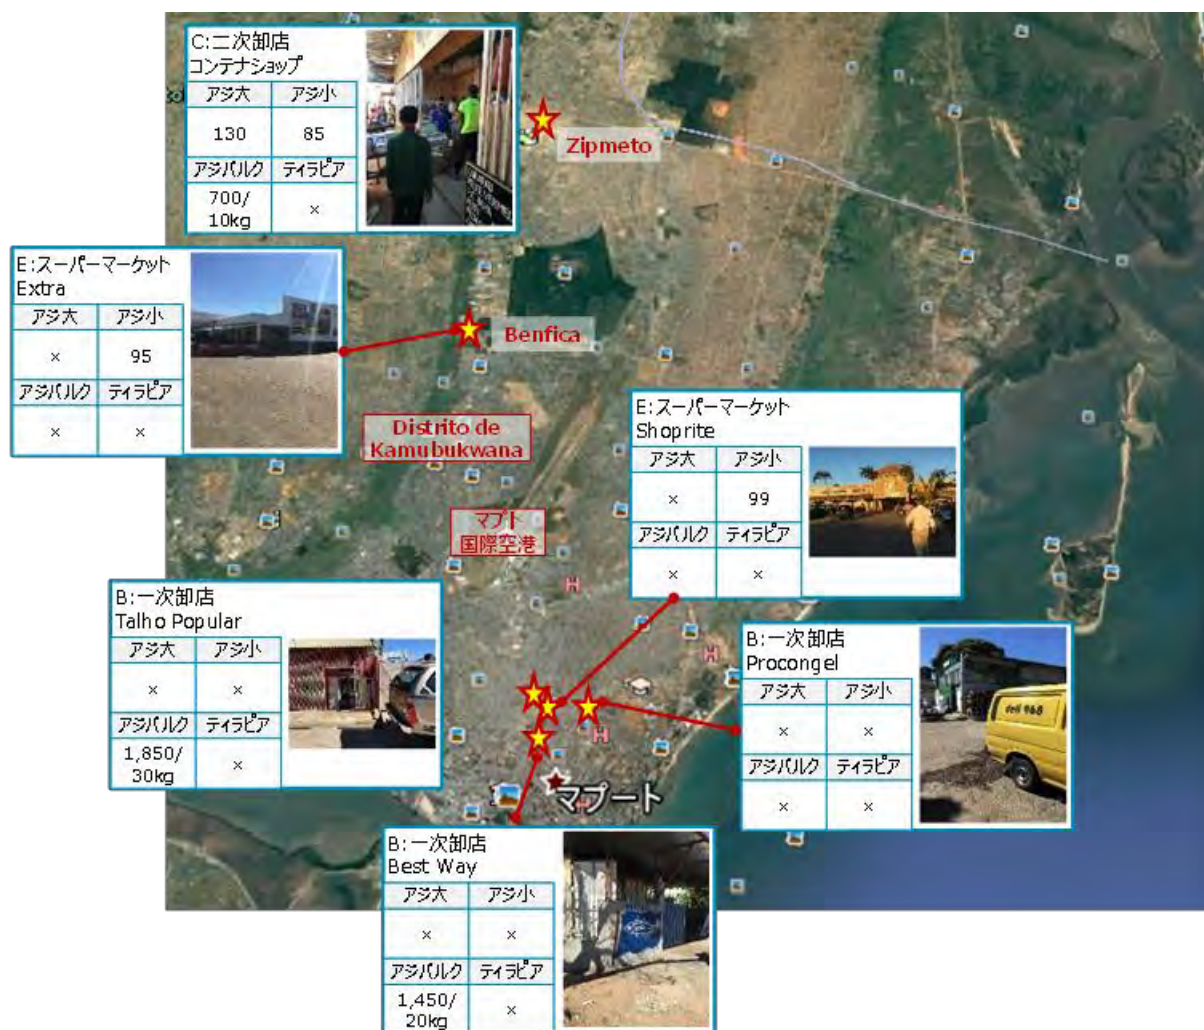 C:二次卸店
コンテナショップ
アジ大 アジ小
130 85
アジバルク ティラピア
700/
10kg ×
Zipmeto
E:スーパーマーケット
Extra
アジ大 アジ小
× 95
アジバルク ティラピア
× ×
Benfica
Distrito de
Kamubukwana
マプト
国際空港
E:スーパーマーケット
Shoprite
アジ大 アジ小
× 99
アジバルク ティラピア
× ×
B:一次卸店
Talho Popular
アジ大 アジ小
× ×
アジバルク ティラピア
1,850/
30kg ×
B:一次卸店
Procongel
アジ大 アジ小
× ×
アジバルク ティラピア
× ×
マプート
B:一次卸店
Best Way
アジ大 アジ小
× ×
アジバルク ティラピア
1,450/
20kg ×
H
H
H